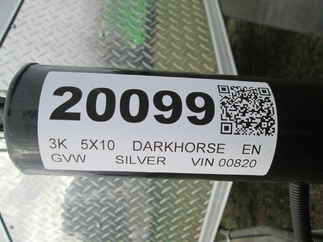 20099
3K 5X10 DARKHORSE EN
GVW SILVER VIN 00820